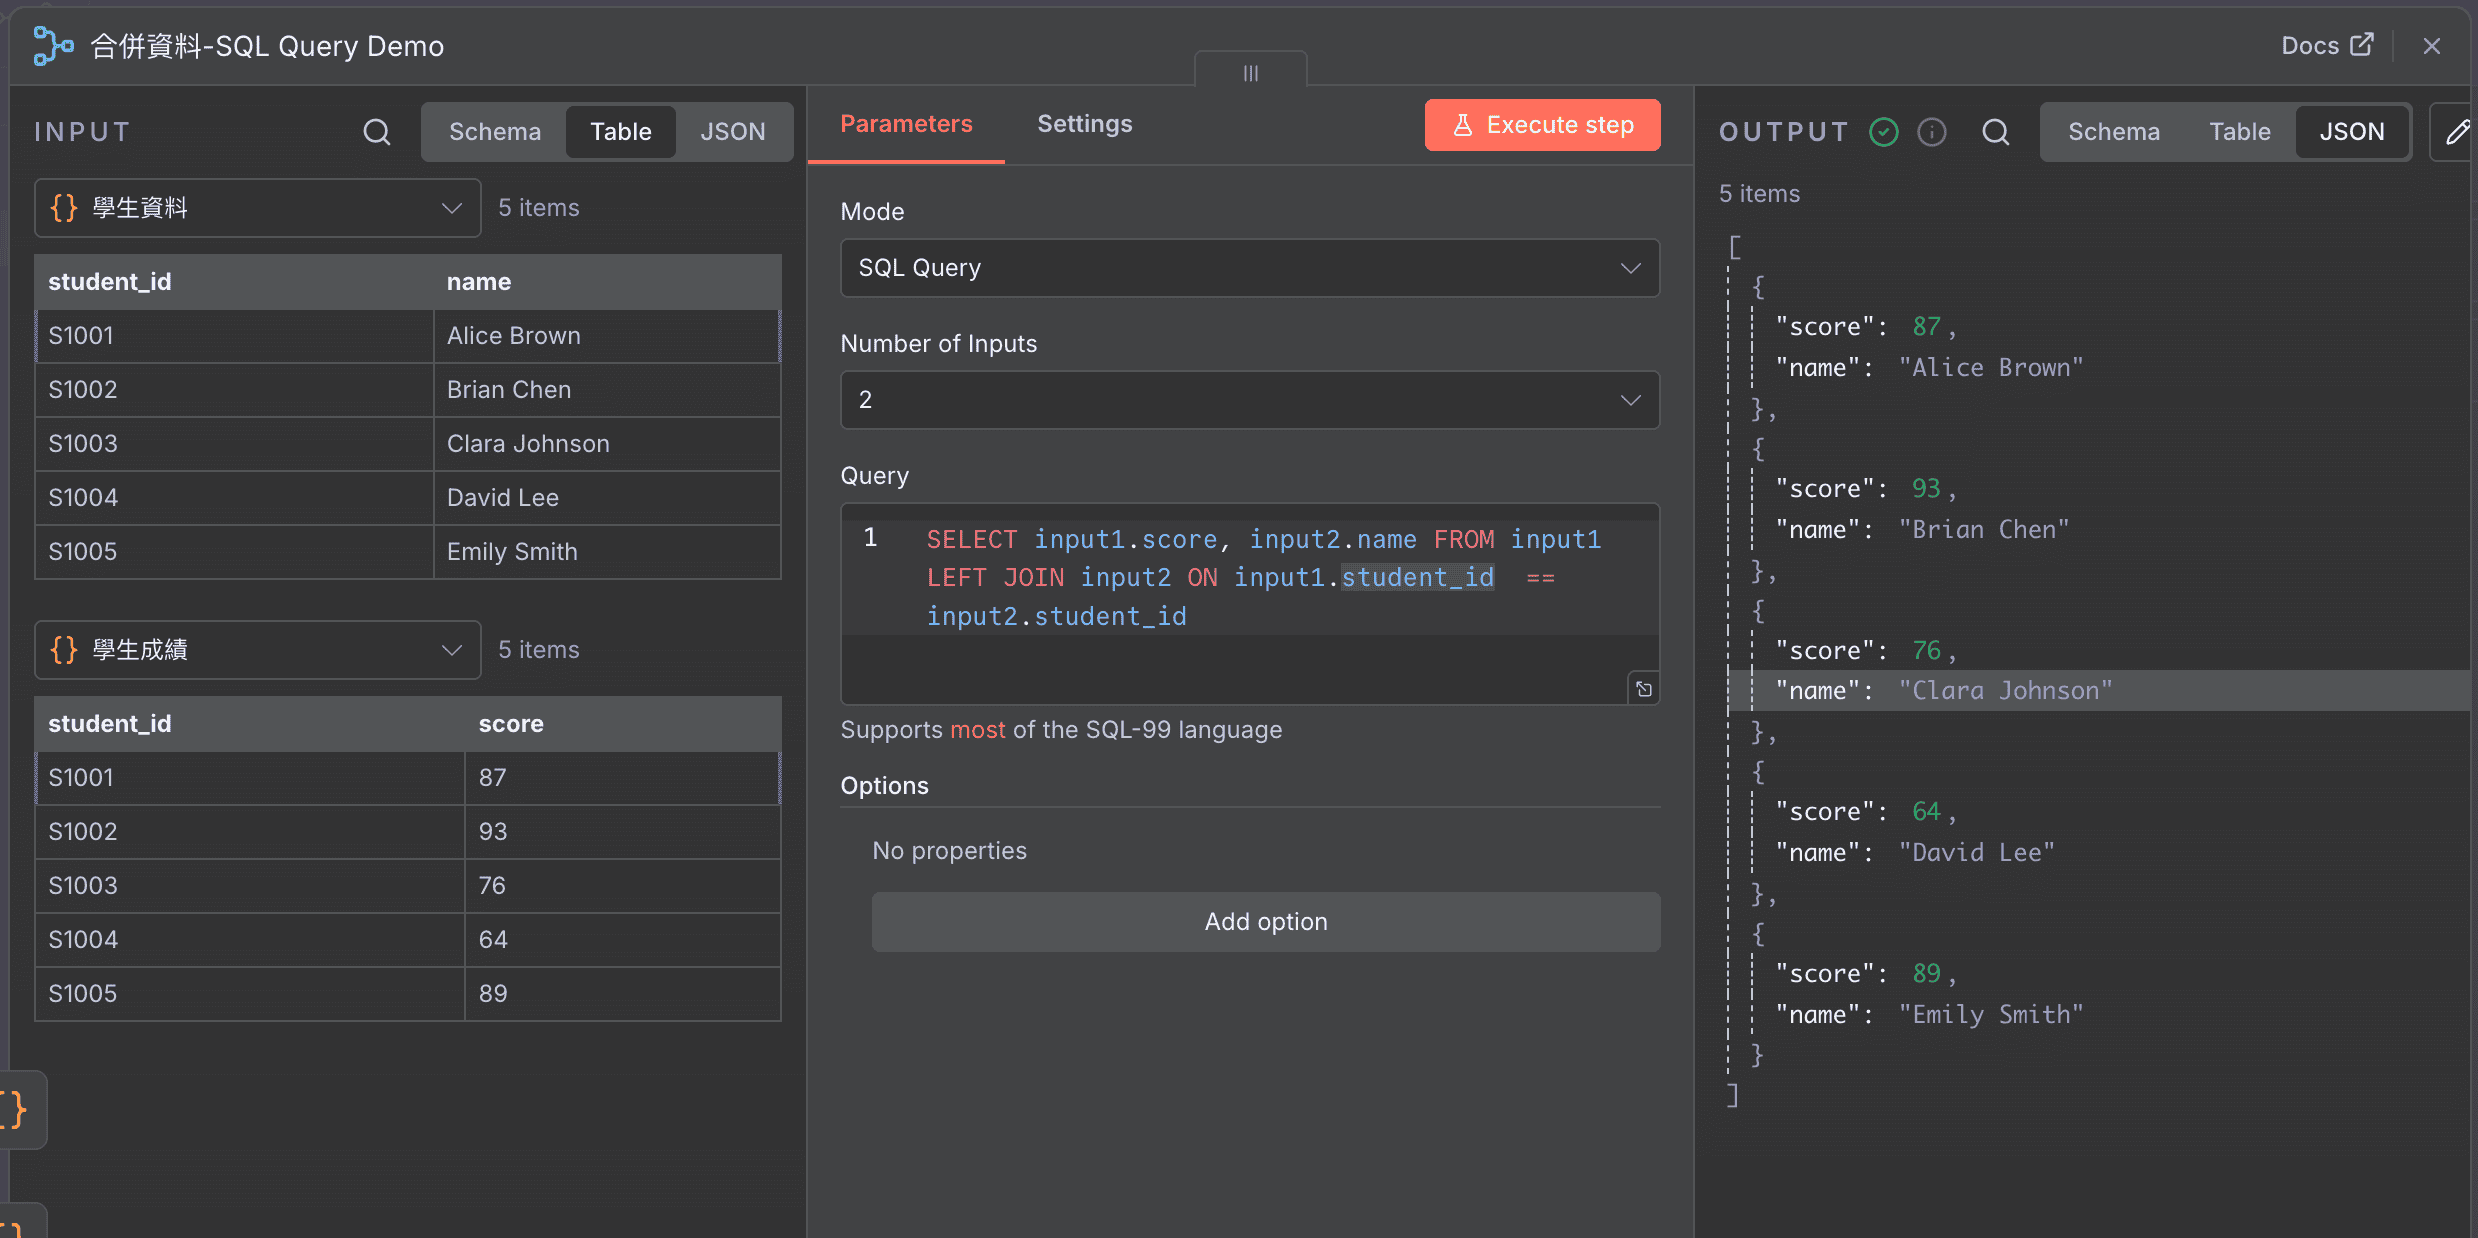 合併資料-SQL Query Demo
Docs
INPUT
Schema
Table
JSON
{} 學生資料
5 items
student_id name
S1001 Alice Brown
S1002 Brian Chen
S1003 Clara Johnson
S1004 David Lee
S1005 Emily Smith
{} 學生成績
5 items
student_id score
S1001 87
S1002 93
S1003 76
S1004 64
S1005 89
Parameters
Settings
Execute step
Mode
SQL Query
Number of Inputs
2
Query
1 SELECT input1.score, input2.name FROM input1
LEFT JOIN input2 ON input1.student_id  ==
input2.student_id
Supports most of the SQL-99 language
Options
No properties
Add option
OUTPUT
Schema
Table
JSON
5 items
[
{
"score": 87,
"name": "Alice Brown"
},
{
"score": 93,
"name": "Brian Chen"
},
{
"score": 76,
"name": "Clara Johnson"
},
{
"score": 64,
"name": "David Lee"
},
{
"score": 89,
"name": "Emily Smith"
}
]